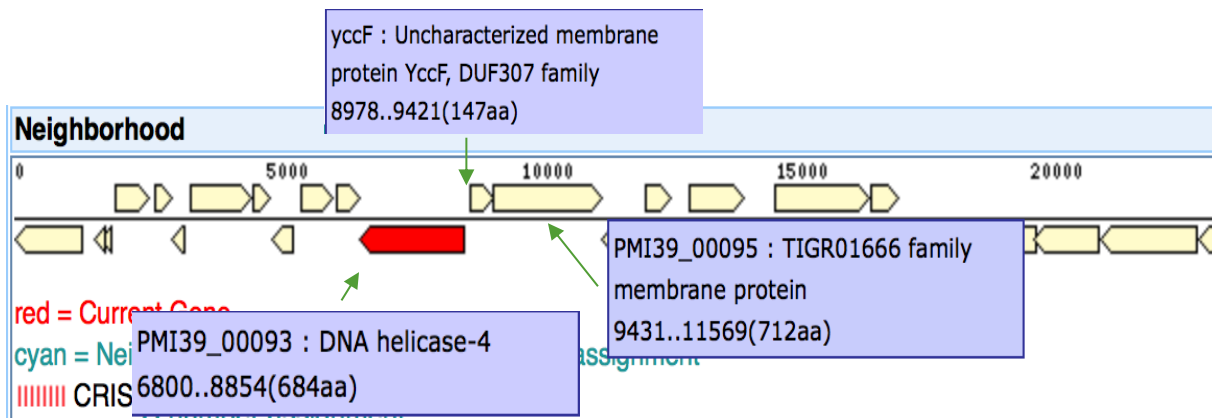 yccF : Uncharacterized membrane
protein YccF, DUF307 family
8978..9421(147aa)
Neighborhood
0 5000 10000 15000 20000
PMI39_00095 : TIGR01666 family
membrane protein
9431..11569(712aa)
red = Current Gene
PMI39_00093 : DNA helicase-4
cyan = Nei assignment
6800..8854(684aa)
CRIS